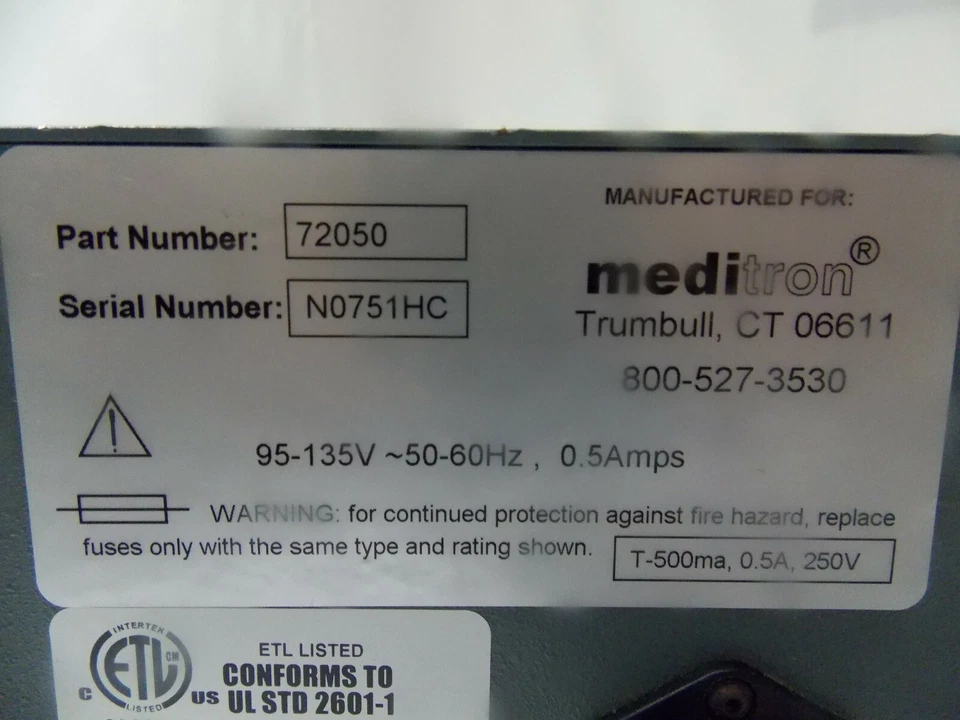 Part Number: 72050
Serial Number: N0751HC
MANUFACTURED FOR:
meditron®
Trumbull, CT 06611
800-527-3530
95-135V ~50-60Hz , 0.5Amps
WARNING: for continued protection against fire hazard, replace
fuses only with the same type and rating shown.
T-500ma, 0.5A, 250V
INTERTEK
ETL CM
LISTED
C US
ETL LISTED
CONFORMS TO
UL STD 2601-1